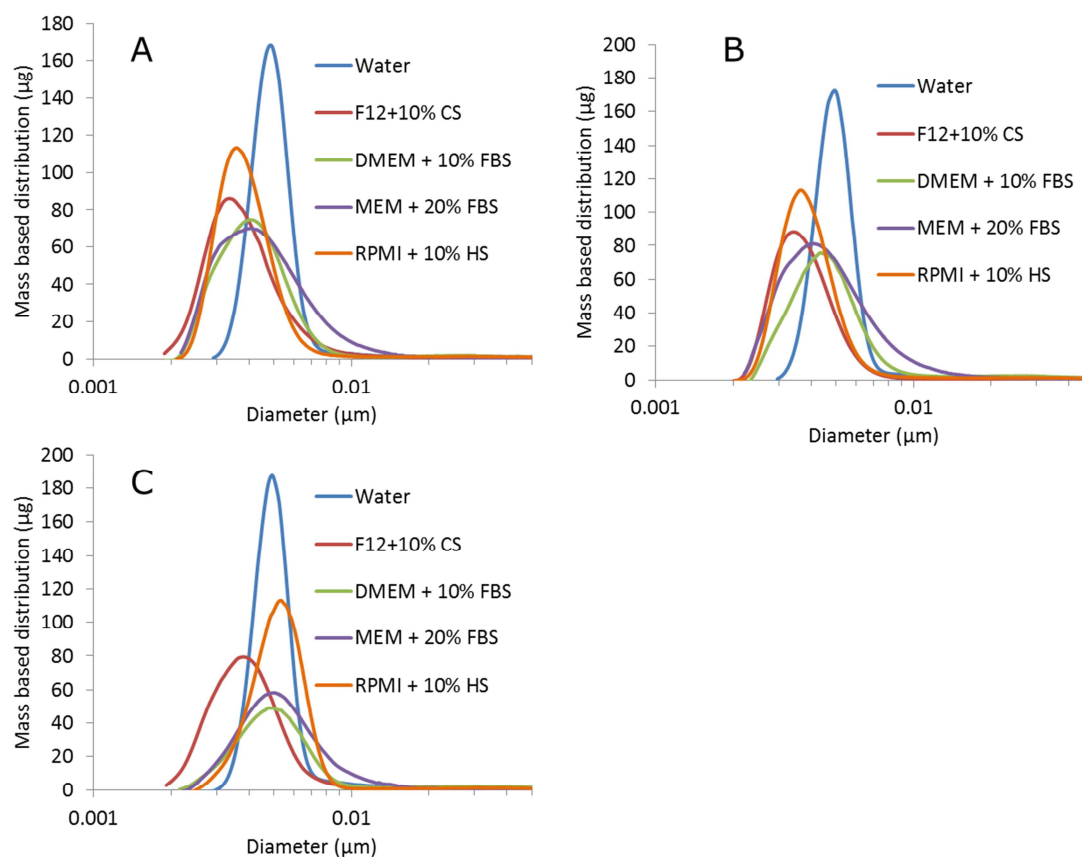 A
Mass based distribution (µg)
180
160
140
120
100
80
60
40
20
0
0.001
0.01
Diameter (µm)
Water
F12+10% CS
DMEM + 10% FBS
MEM + 20% FBS
RPMI + 10% HS
B
Mass based distribution (µg)
200
180
160
140
120
100
80
60
40
20
0
0.001
0.01
Diameter (µm)
Water
F12+10% CS
DMEM + 10% FBS
MEM + 20% FBS
RPMI + 10% HS
C
Mass based distribution (µg)
200
180
160
140
120
100
80
60
40
20
0
0.001
0.01
Diameter (µm)
Water
F12+10% CS
DMEM + 10% FBS
MEM + 20% FBS
RPMI + 10% HS